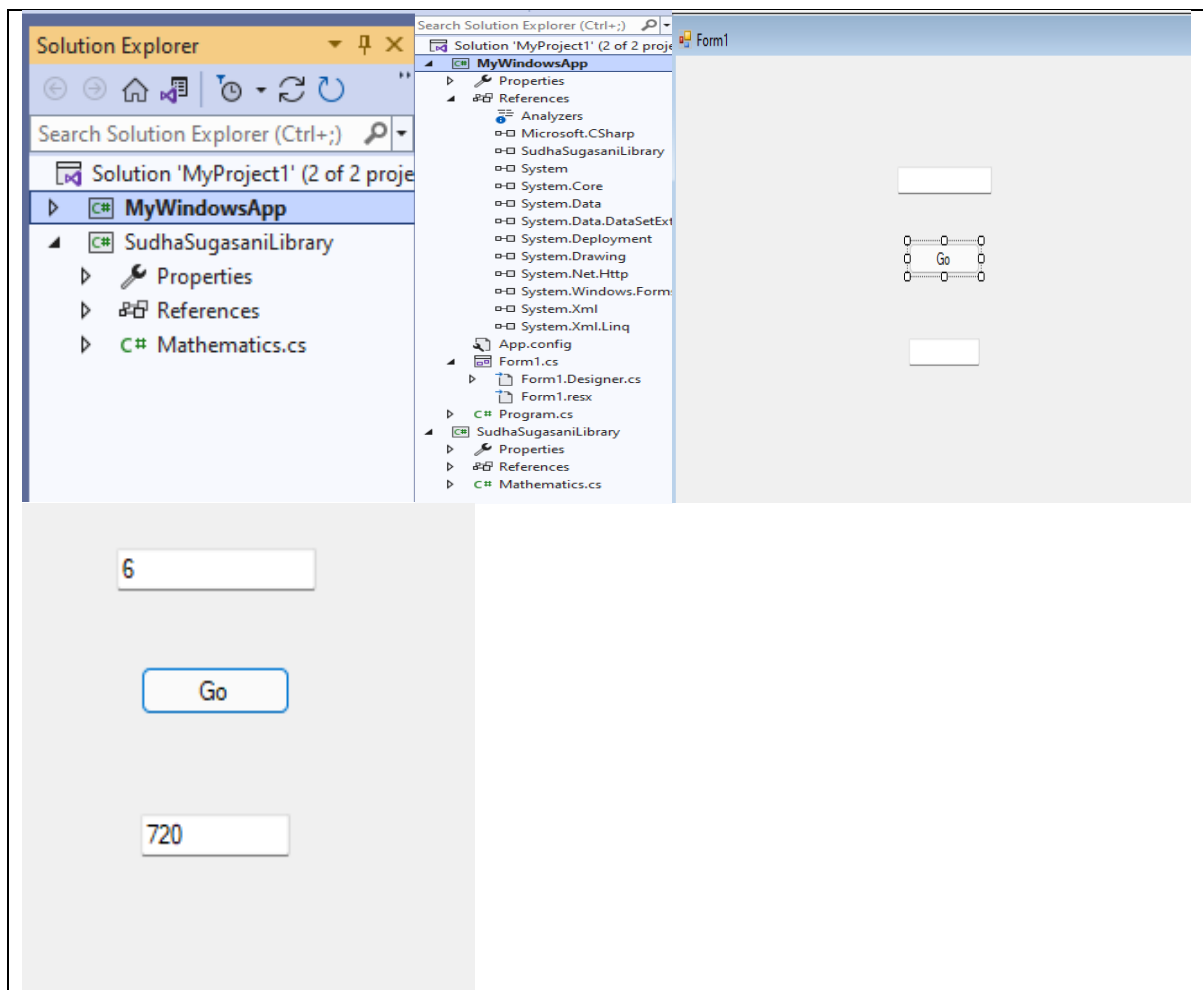 Solution Explorer
Search Solution Explorer (Ctrl+;)
Solution 'MyProject1' (2 of 2 proje
MyWindowsApp
C# SudhaSugasaniLibrary
Properties
References
C# Mathematics.cs
Search Solution Explorer (Ctrl+;)
Solution 'MyProject1' (2 of 2 proje
C# MyWindowsApp
Properties
References
Analyzers
Microsoft.CSharp
SudhaSugasaniLibrary
System
System.Core
System.Data
System.Data.DataSetExt
System.Deployment
System.Drawing
System.Net.Http
System.Windows.Forms
System.Xml
System.Xml.Linq
App.config
Form1.cs
Form1.Designer.cs
Form1.resx
C# Program.cs
C# SudhaSugasaniLibrary
Properties
References
C# Mathematics.cs
Form1
Go
6
Go
720